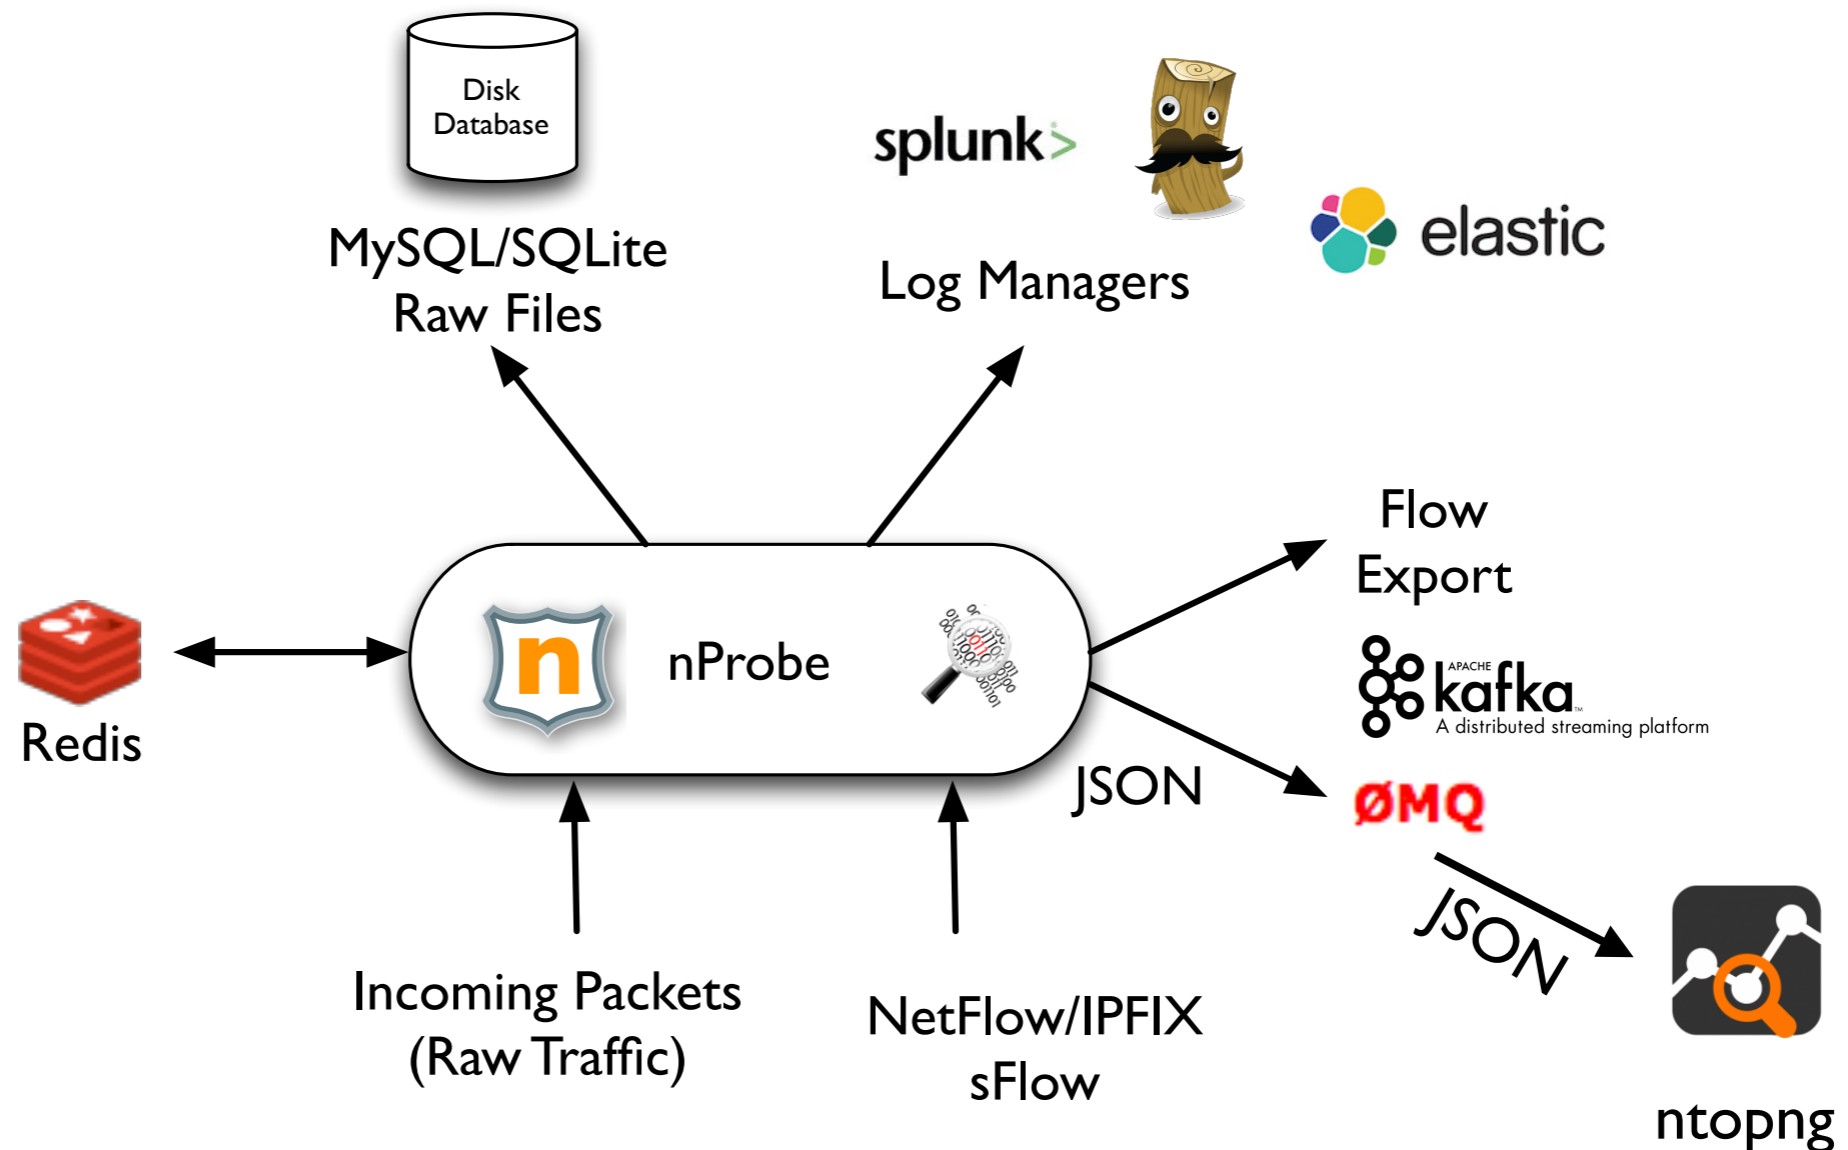 Disk
Database
MySQL/SQLite
Raw Files
splunk>
Log Managers
elastic
Flow
Export
Redis
n
nProbe
APACHE
kafka
A distributed streaming platform
JSON
ØMQ
JSON
Incoming Packets
(Raw Traffic)
NetFlow/IPFIX
sFlow
ntopng